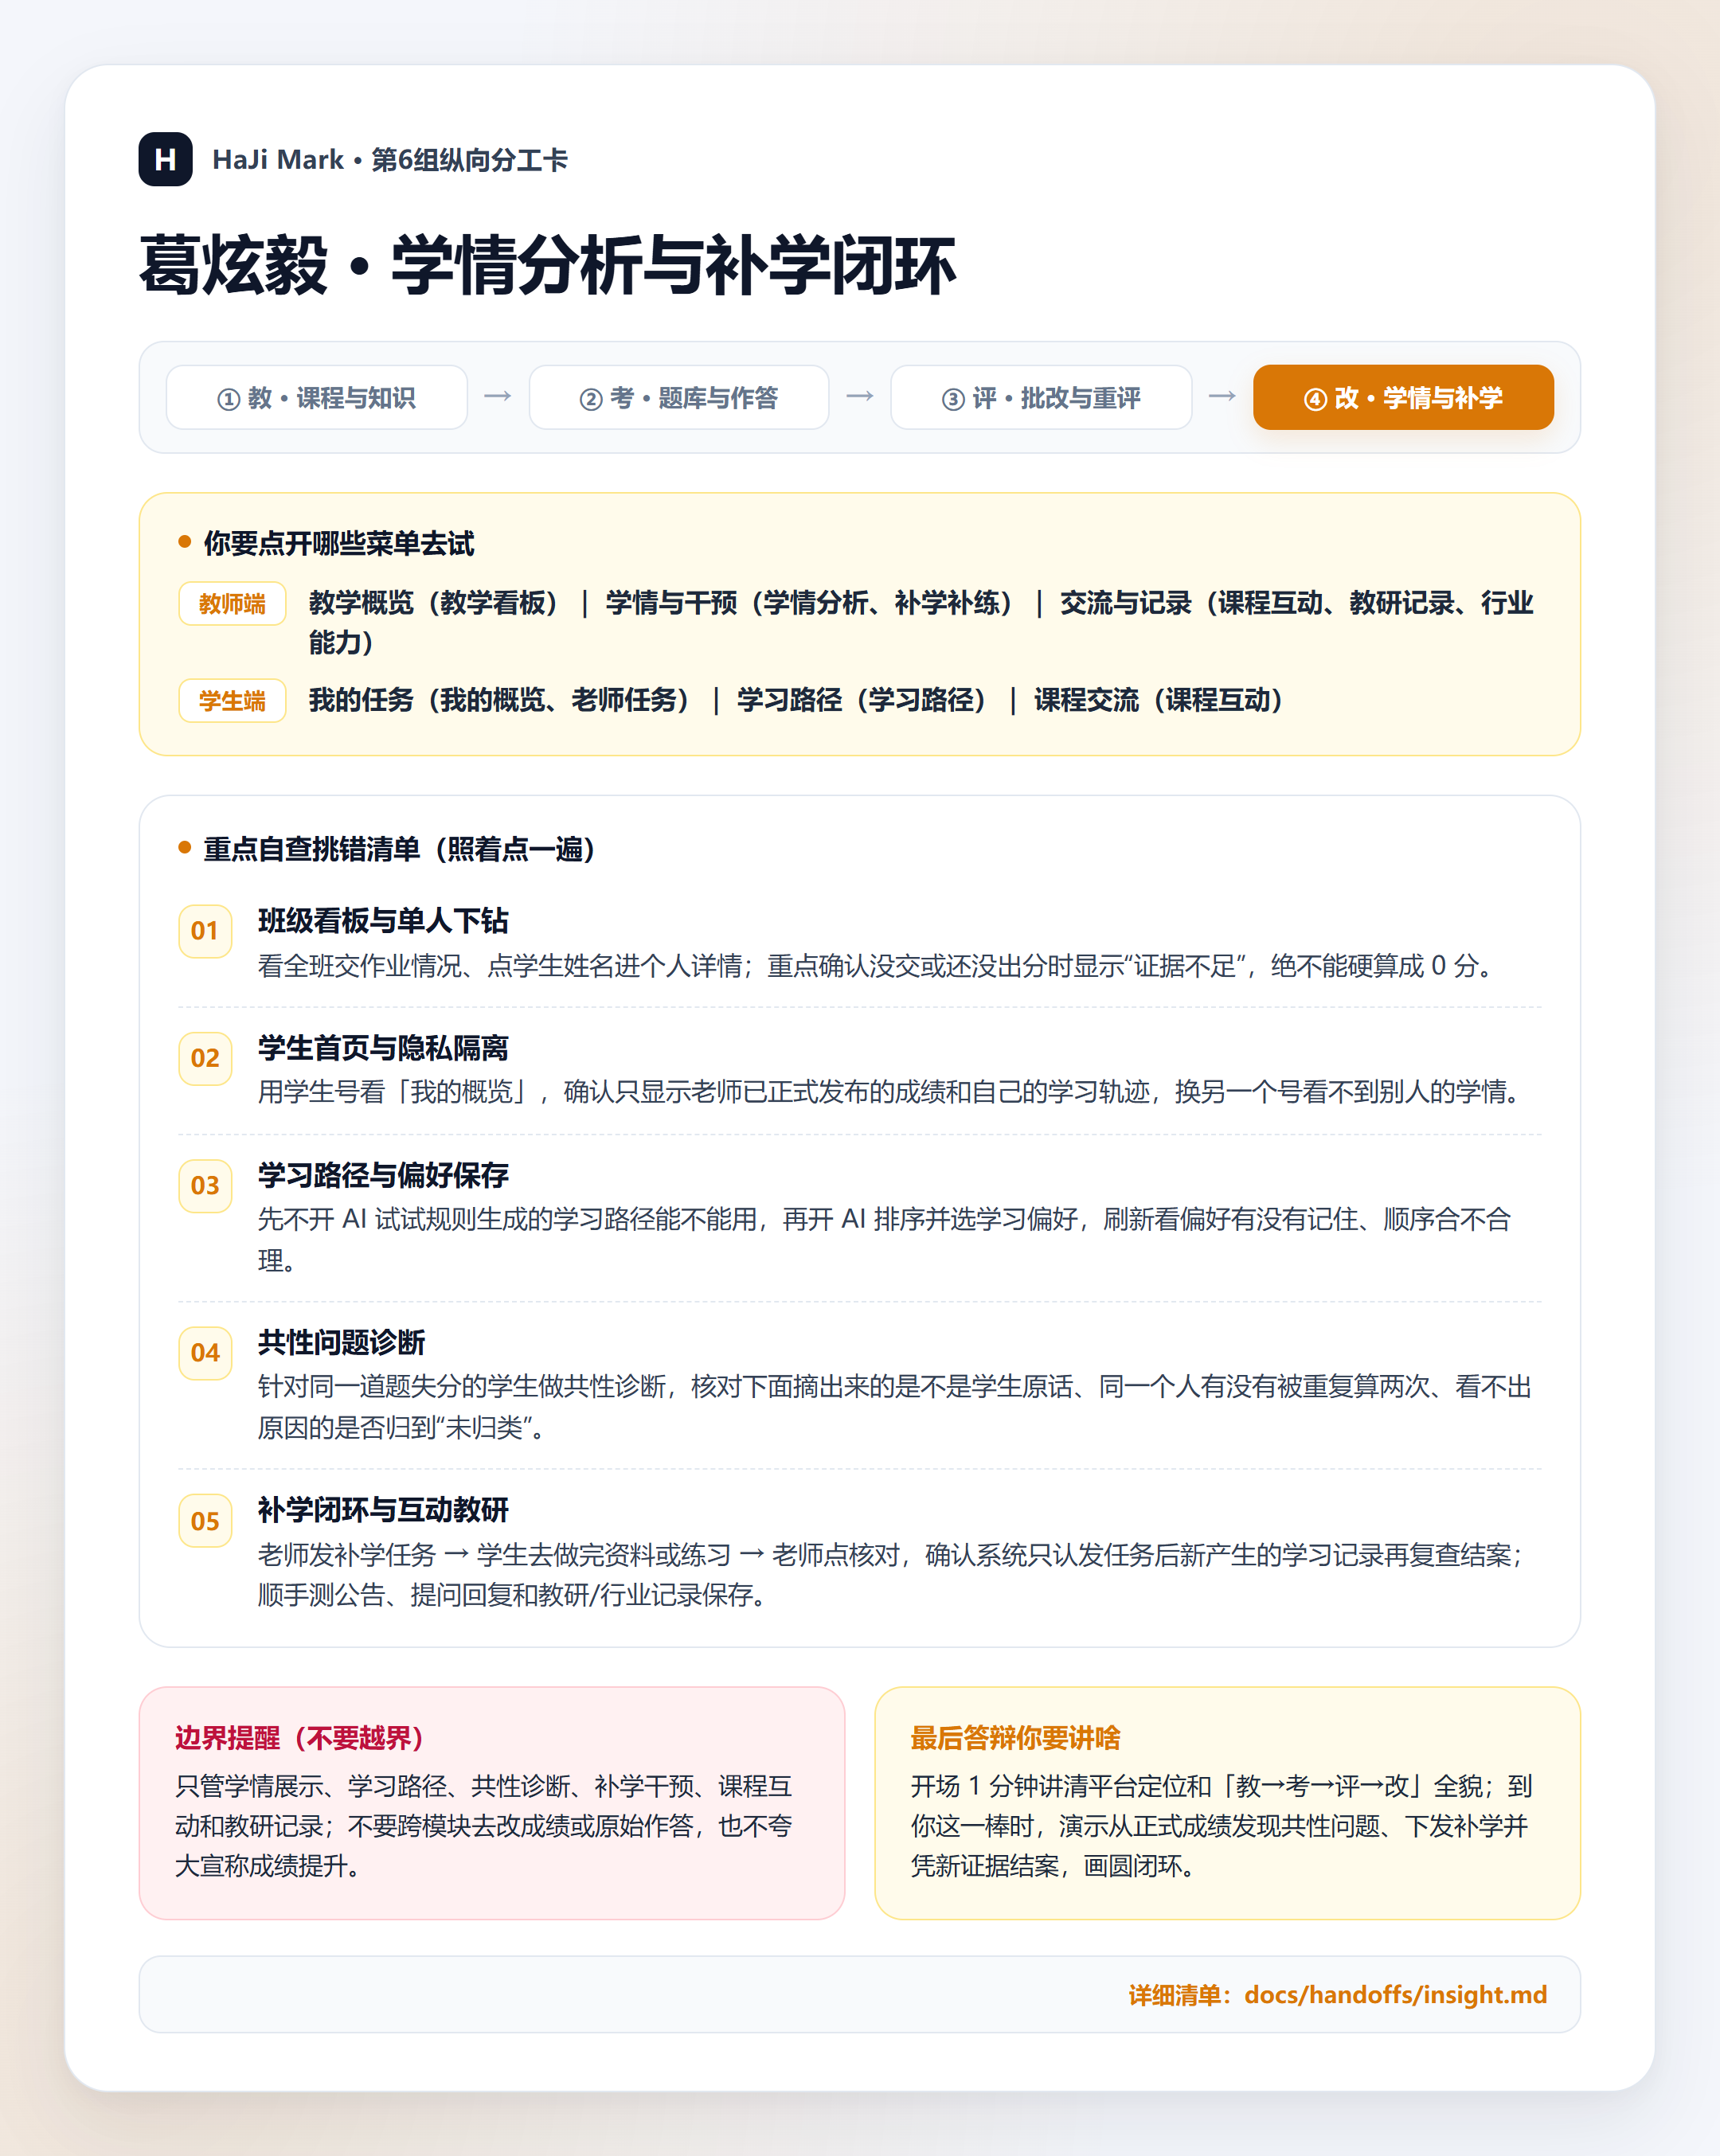 H
HaJi Mark • 第6组纵向分工卡
葛炫毅 • 学情分析与补学闭环
① 教 • 课程与知识 → ② 考 • 题库与作答 → ③ 评 • 批改与重评 → ④ 改 • 学情与补学
你要点开哪些菜单去试
教师端 教学概览（教学看板） | 学情与干预（学情分析、补学补练） | 交流与记录（课程互动、教研记录、行业
能力）
学生端 我的任务（我的概览、老师任务） | 学习路径（学习路径） | 课程交流（课程互动）
重点自查挑错清单（照着点一遍）
01 班级看板与单人下钻
看全班交作业情况、点学生姓名进个人详情；重点确认没交或还没出分时显示“证据不足”，绝不能硬算成 0 分。
02 学生首页与隐私隔离
用学生号看「我的概览」，确认只显示老师已正式发布的成绩和自己的学习轨迹，换另一个号看不到别人的学情。
03 学习路径与偏好保存
先不开 AI 试试规则生成的学习路径能不能用，再开 AI 排序并选学习偏好，刷新看偏好有没有记住、顺序合不合
理。
04 共性问题诊断
针对同一道题失分的学生做共性诊断，核对下面摘出来的是不是学生原话、同一个人有没有被重复算两次、看不出
原因的是否归到“未归类”。
05 补学闭环与互动教研
老师发补学任务 → 学生去做完资料或练习 → 老师点核对，确认系统只认发任务后新产生的学习记录再复查结案；
顺手测公告、提问回复和教研/行业记录保存。
边界提醒（不要越界）
只管学情展示、学习路径、共性诊断、补学干预、课程互
动和教研记录；不要跨模块去改成绩或原始作答，也不夸
大宣称成绩提升。
最后答辩你要讲啥
开场 1 分钟讲清平台定位和「教→考→评→改」全貌；到
你这一棒时，演示从正式成绩发现共性问题、下发补学并
凭新证据结案，画圆闭环。
详细清单：docs/handoffs/insight.md